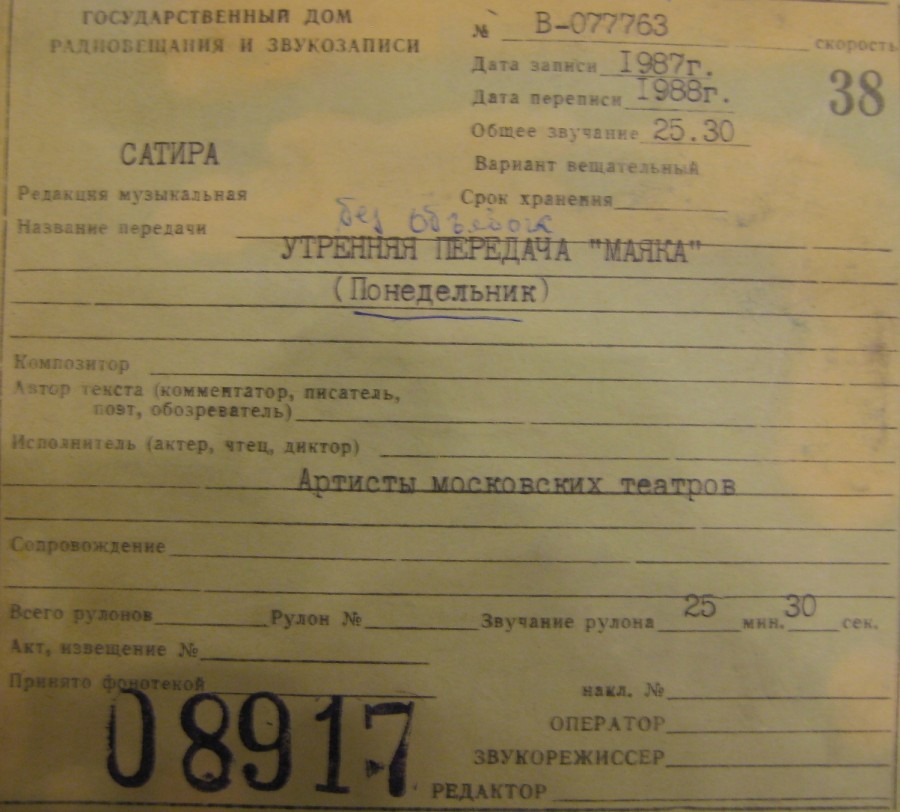 ГОСУДАРСТВЕННЫЙ ДОМ
РАДИОВЕЩАНИЯ И ЗВУКОЗАПИСИ
№ В-077763
скорость
38
Дата записи 1987г.
Дата переписи 1988г.
Общее звучание 25.30
Вариант вещательный
Срок хранения
САТИРА
Редакция музыкальная
Название передачи
без
УТРЕННЯЯ ПЕРЕДАЧА "МАЯКА"
(Понедельник)
Композитор
Автор текста (комментатор, писатель,
поэт, обозреватель)
Исполнитель (актер, чтец, диктор)
Артисты московских театров
Сопровождение
Всего рулонов Рулон № Звучание рулона 25 мин. 30 сек.
Акт, извещение №
Принято фонотекой
накл. №
08917
ОПЕРАТОР
ЗВУКОРЕЖИССЕР
РЕДАКТОР